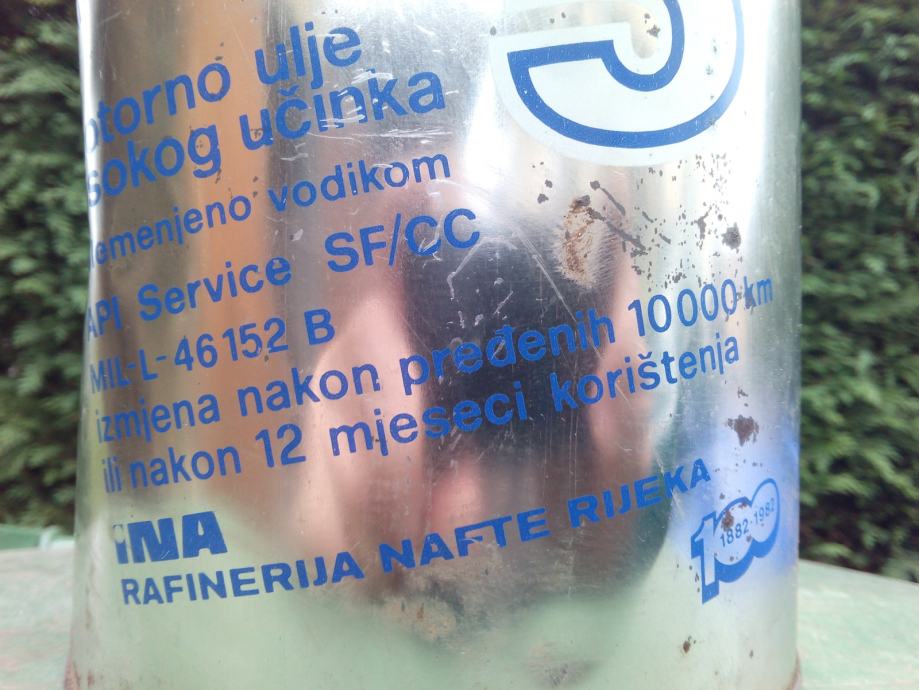 otorno ulje
sokog učinka
lemenjeno vodikom
API Service SF/CC
MIL-L-46152 B
izmjena nakon pređenih 10000 km
ili nakon 12 mjeseci korištenja
INA
RAFINERIJA NAFTE RIJEKA
100
1882-1982